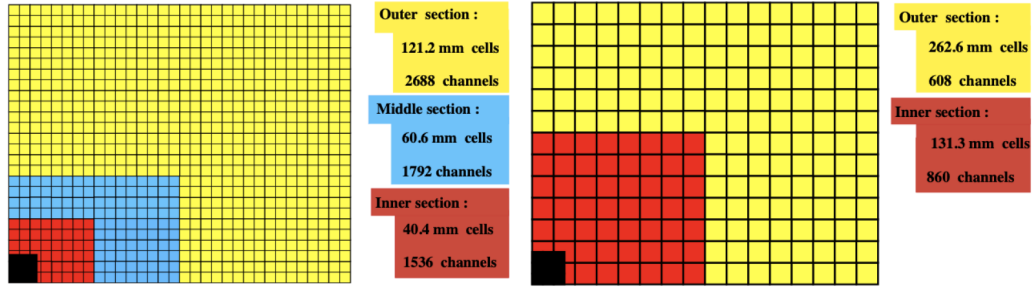 Outer section :
121.2 mm cells
2688 channels
Middle section :
60.6 mm cells
1792 channels
Inner section :
40.4 mm cells
1536 channels
Outer section :
262.6 mm cells
608 channels
Inner section :
131.3 mm cells
860 channels